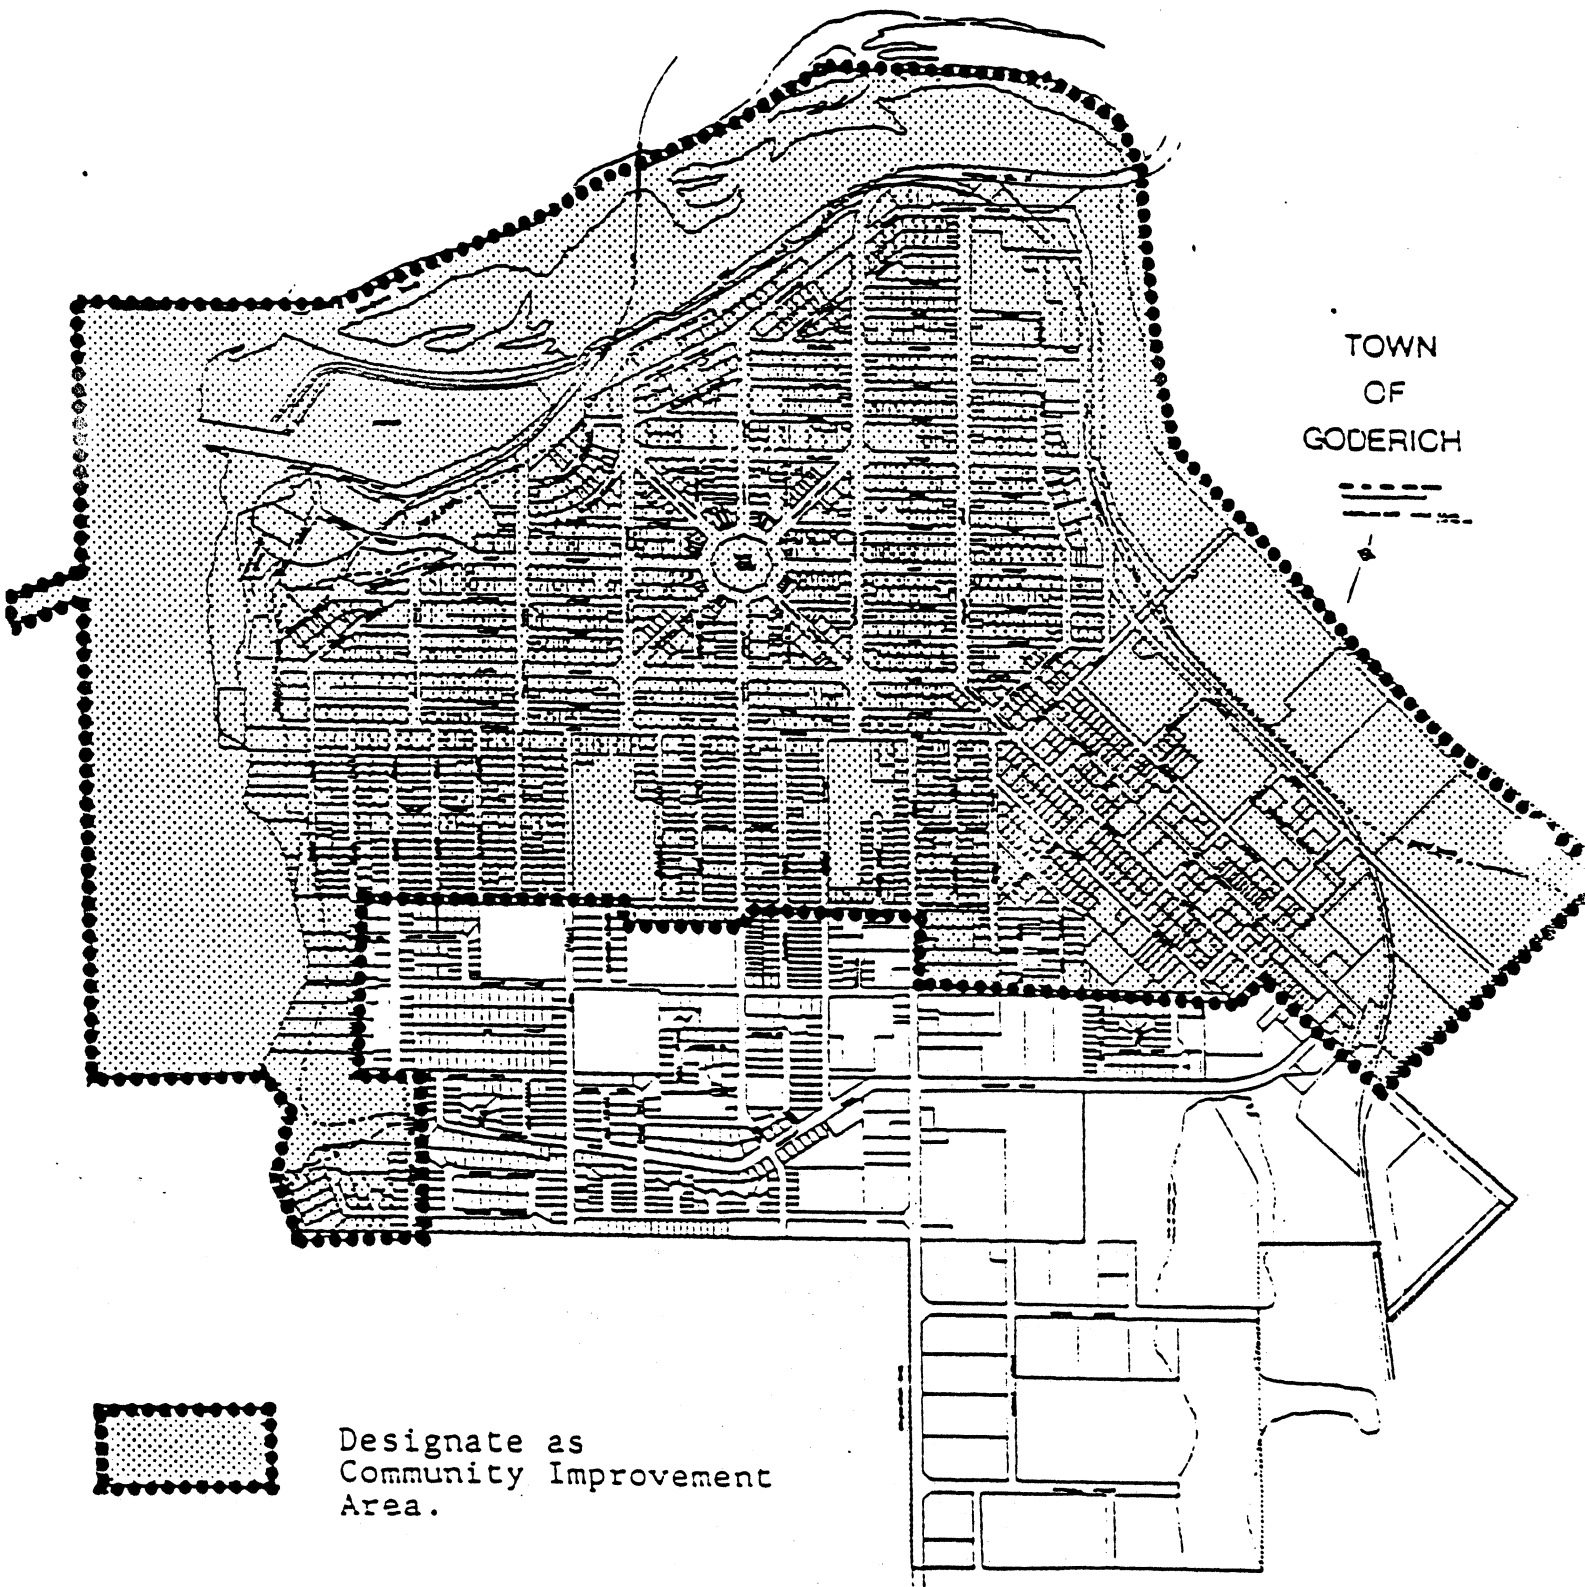 TOWN
OF
GODERICH
Designate as
Community Improvement
Area.